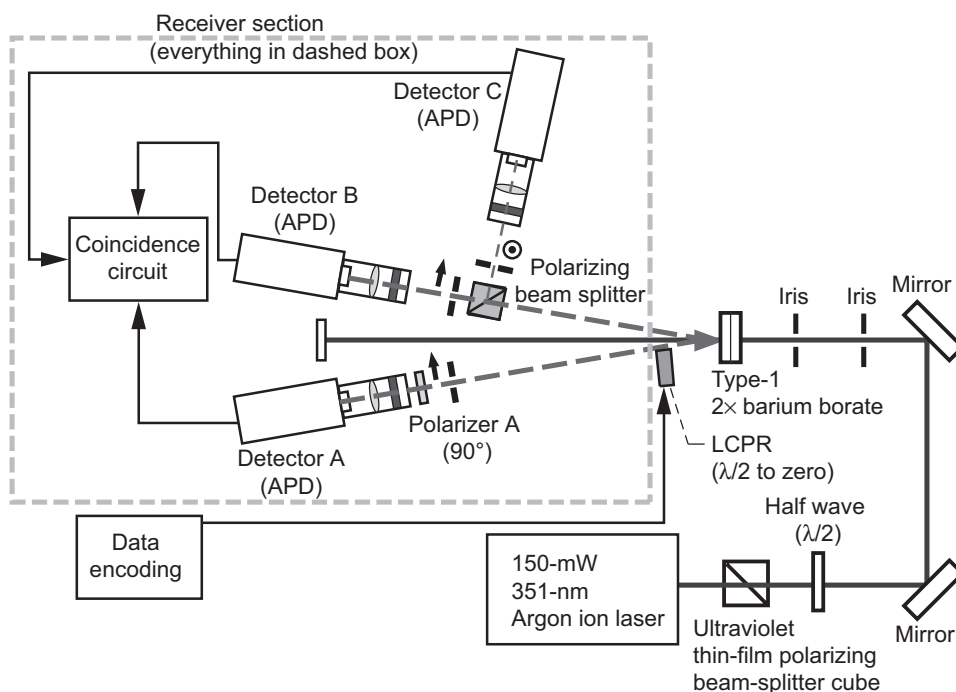 Receiver section
(everything in dashed box)
Detector C
(APD)
Detector B
(APD)
Coincidence
circuit
Polarizing
beam splitter
Iris
Iris
Mirror
Type-1
2× barium borate
Polarizer A
(90°)
LCPR
(λ/2 to zero)
Detector A
(APD)
Half wave
(λ/2)
Data
encoding
150-mW
351-nm
Argon ion laser
Ultraviolet
thin-film polarizing
beam-splitter cube
Mirror